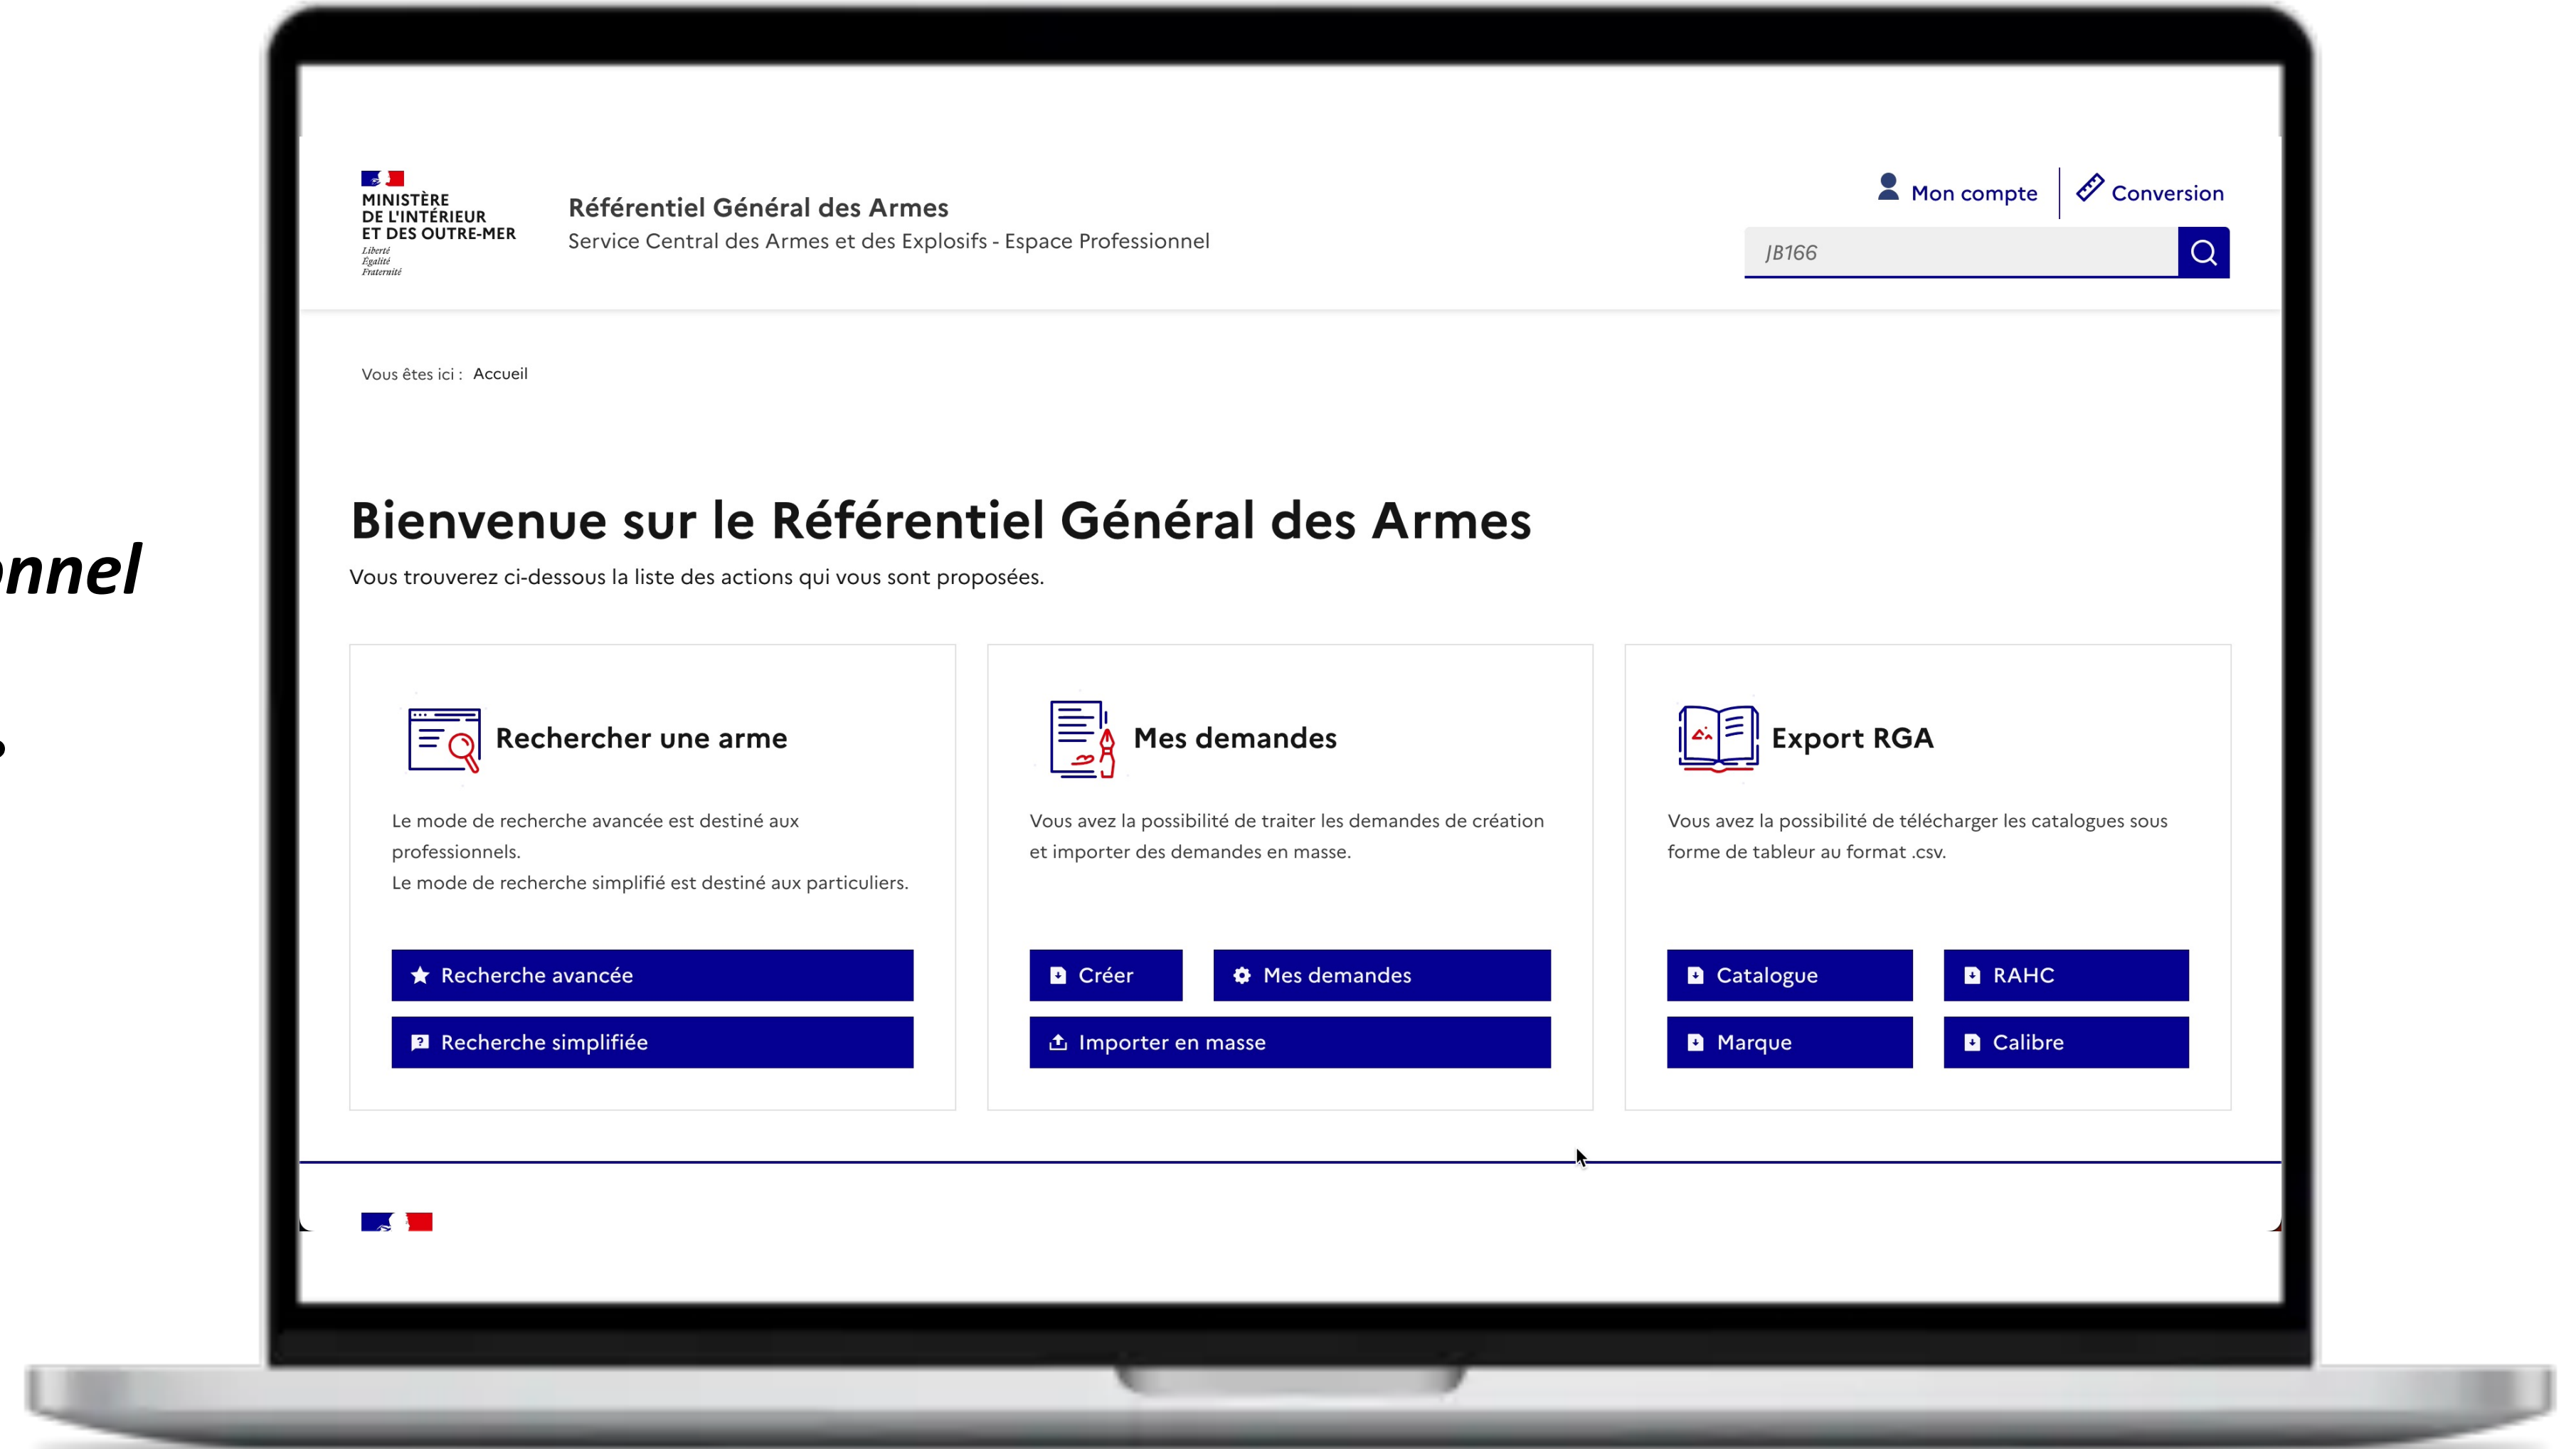 MINISTÈRE
DE L'INTÉRIEUR
ET DES OUTRE-MER
Liberté
Égalité
Fraternité
Référentiel Général des Armes
Service Central des Armes et des Explosifs - Espace Professionnel
Mon compte
Conversion
JB166
Vous êtes ici : Accueil
Bienvenue sur le Référentiel Général des Armes
Vous trouverez ci-dessous la liste des actions qui vous sont proposées.
onnel
Rechercher une arme
Le mode de recherche avancée est destiné aux
professionnels.
Le mode de recherche simplifié est destiné aux particuliers.
Recherche avancée
Recherche simplifiée
Mes demandes
Vous avez la possibilité de traiter les demandes de création
et importer des demandes en masse.
Créer
Mes demandes
Importer en masse
Export RGA
Vous avez la possibilité de télécharger les catalogues sous
forme de tableur au format .csv.
Catalogue
RAHC
Marque
Calibre